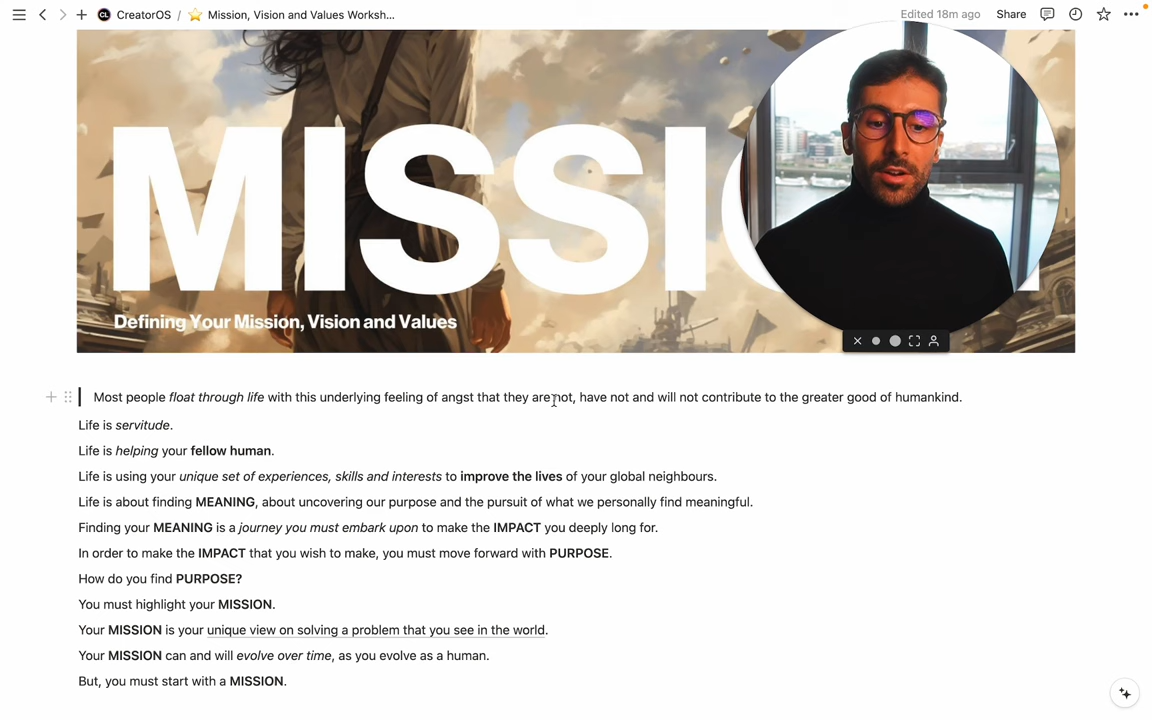 CL CreatorOS / Mission, Vision and Values Worksh...
Edited 18m ago Share
MISSI
Defining Your Mission, Vision and Values
Most people float through life with this underlying feeling of angst that they are not, have not and will not contribute to the greater good of humankind.
Life is servitude.
Life is helping your fellow human.
Life is using your unique set of experiences, skills and interests to improve the lives of your global neighbours.
Life is about finding MEANING, about uncovering our purpose and the pursuit of what we personally find meaningful.
Finding your MEANING is a journey you must embark upon to make the IMPACT you deeply long for.
In order to make the IMPACT that you wish to make, you must move forward with PURPOSE.
How do you find PURPOSE?
You must highlight your MISSION.
Your MISSION is your unique view on solving a problem that you see in the world.
Your MISSION can and will evolve over time, as you evolve as a human.
But, you must start with a MISSION.